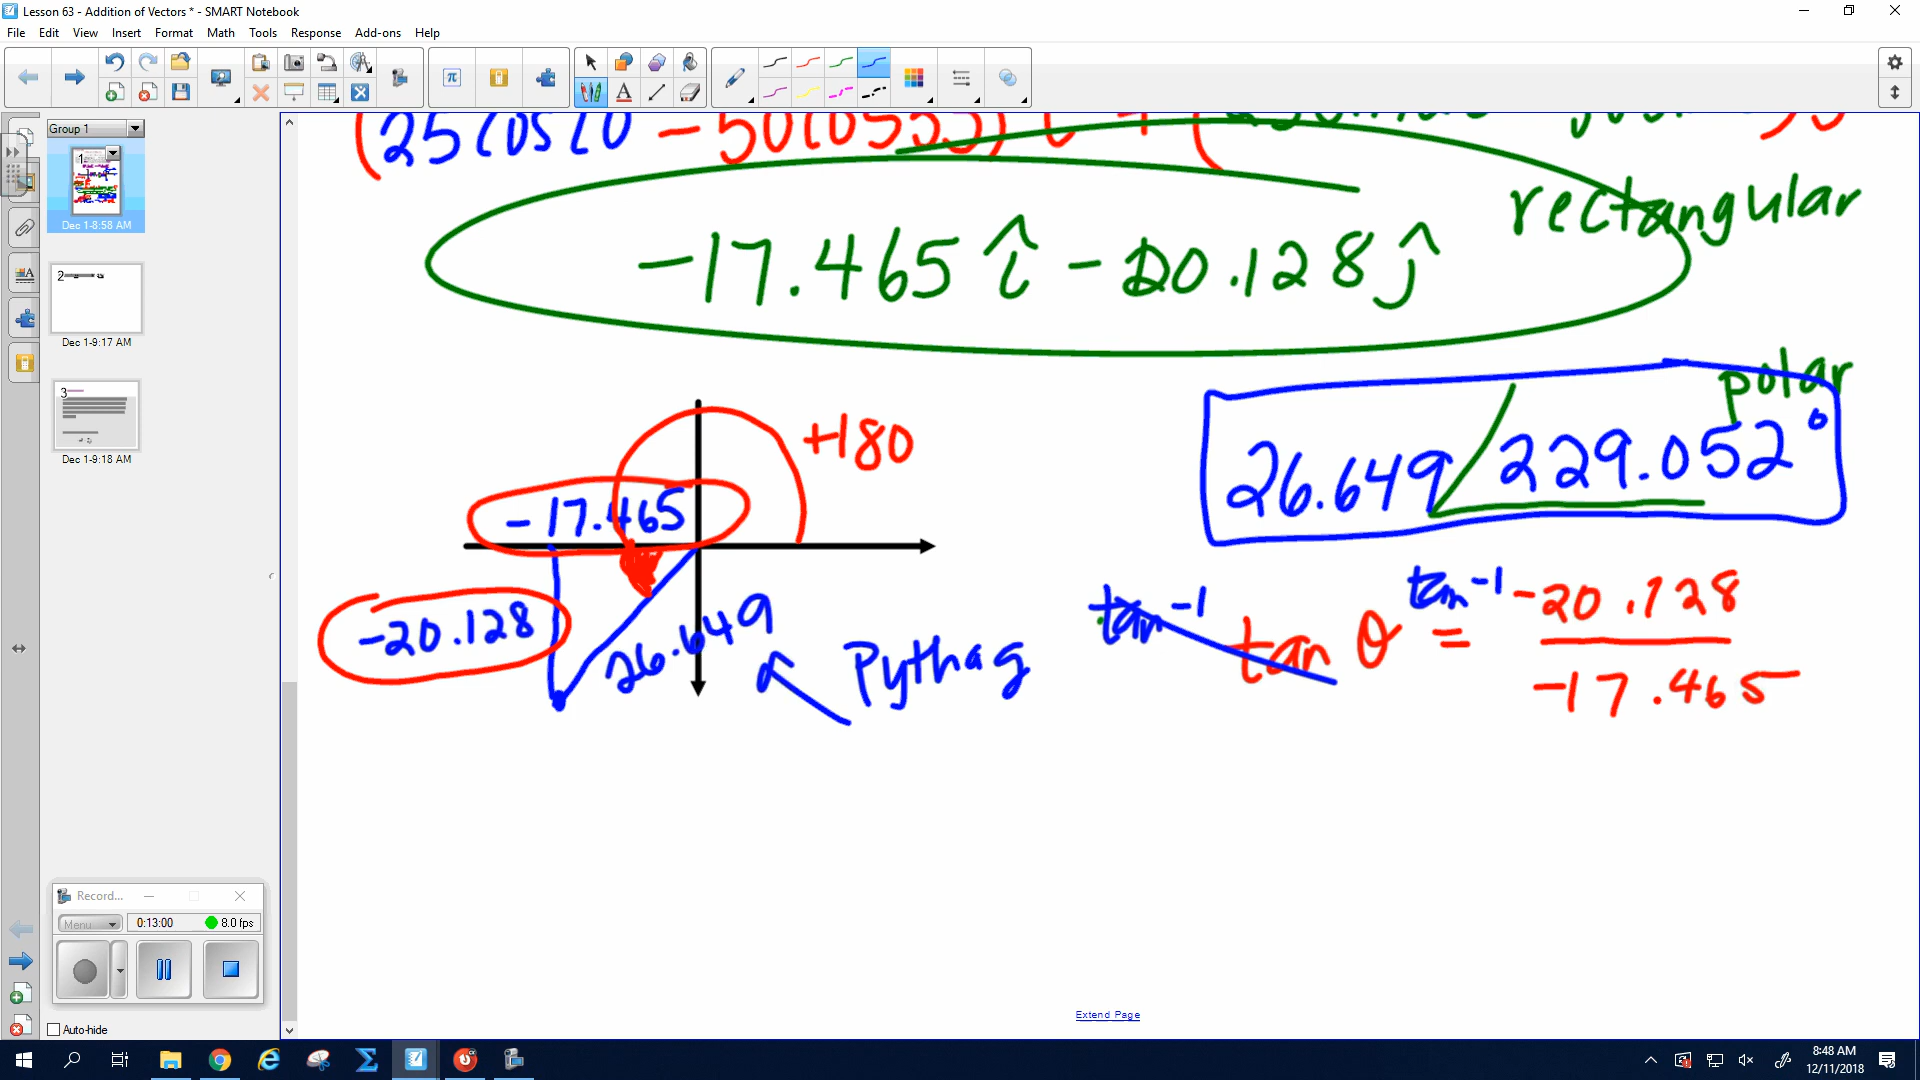 Lesson 63 - Addition of Vectors * - SMART Notebook
File Edit View Insert Format Math Tools Response Add-ons Help
Group 1
1
Dec 1-8:58 AM
2
Dec 1-9:17 AM
3
Dec 1-9:18 AM
-17.465 î - 20.128 ĵ
rectangular
polar
26.649 / 229.052°
+180
-17.465
-20.128
26.649
Pythag
tan⁻¹ tan θ = tan⁻¹ -20.128
-17.465
Record...
Menu 0:13:00 8.0 fps
Auto-hide
Extend Page
8:48 AM
12/11/2018